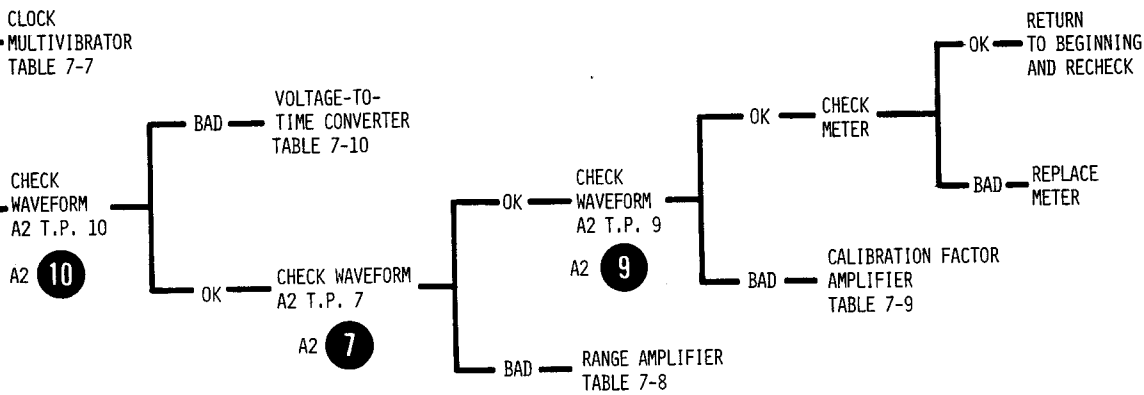 CLOCK
MULTIVIBRATOR
TABLE 7-7
BAD
VOLTAGE-TO-
TIME CONVERTER
TABLE 7-10
CHECK
WAVEFORM
A2 T.P. 10
A2 10
OK
CHECK WAVEFORM
A2 T.P. 7
A2 7
OK
CHECK
WAVEFORM
A2 T.P. 9
A2 9
BAD
RANGE AMPLIFIER
TABLE 7-8
OK
CHECK
METER
BAD
CALIBRATION FACTOR
AMPLIFIER
TABLE 7-9
OK
RETURN
TO BEGINNING
AND RECHECK
BAD
REPLACE
METER